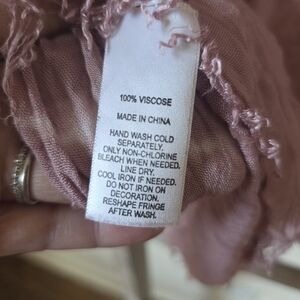 100% VISCOSE
MADE IN CHINA
HAND WASH COLD
SEPARATELY.
ONLY NON-CHLORINE
BLEACH WHEN NEEDED.
LINE DRY.
COOL IRON IF NEEDED.
DO NOT IRON ON
DECORATION.
RESHAPE FRINGE
AFTER WASH.